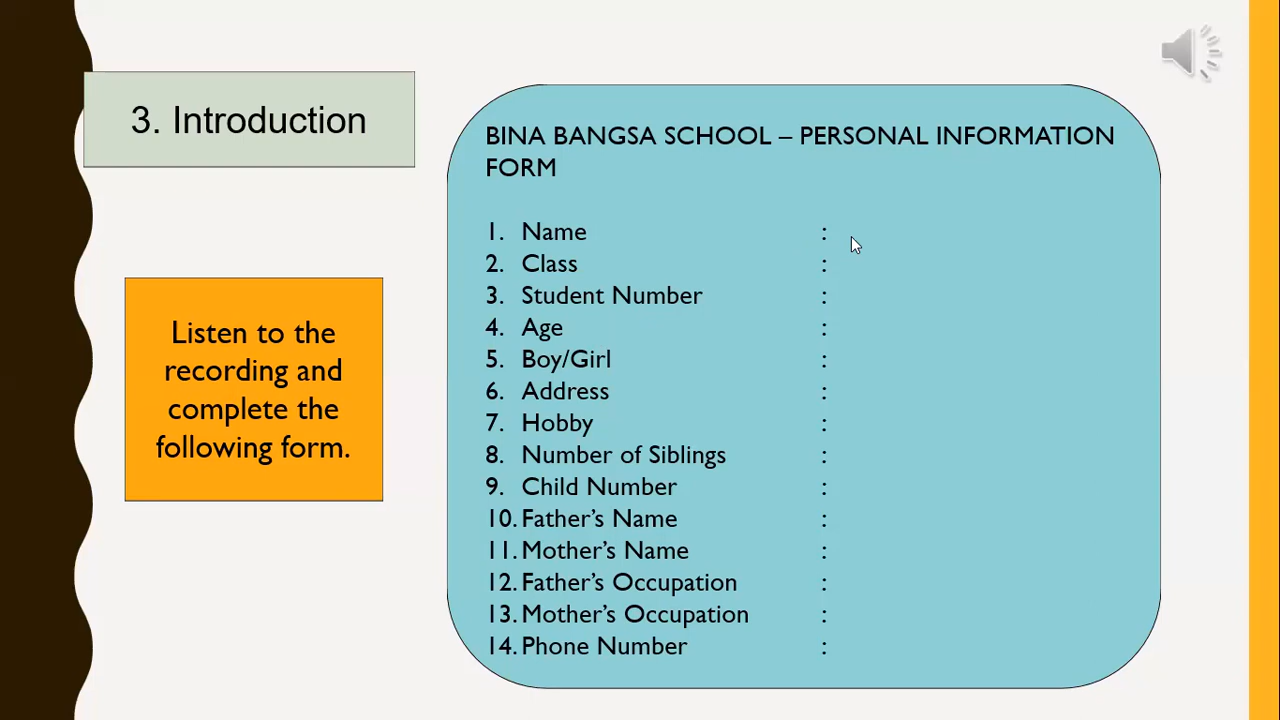 3. Introduction
Listen to the
recording and
complete the
following form.
BINA BANGSA SCHOOL – PERSONAL INFORMATION
FORM
1. Name :
2. Class :
3. Student Number :
4. Age :
5. Boy/Girl :
6. Address :
7. Hobby :
8. Number of Siblings :
9. Child Number :
10. Father’s Name :
11. Mother’s Name :
12. Father’s Occupation :
13. Mother’s Occupation :
14. Phone Number :